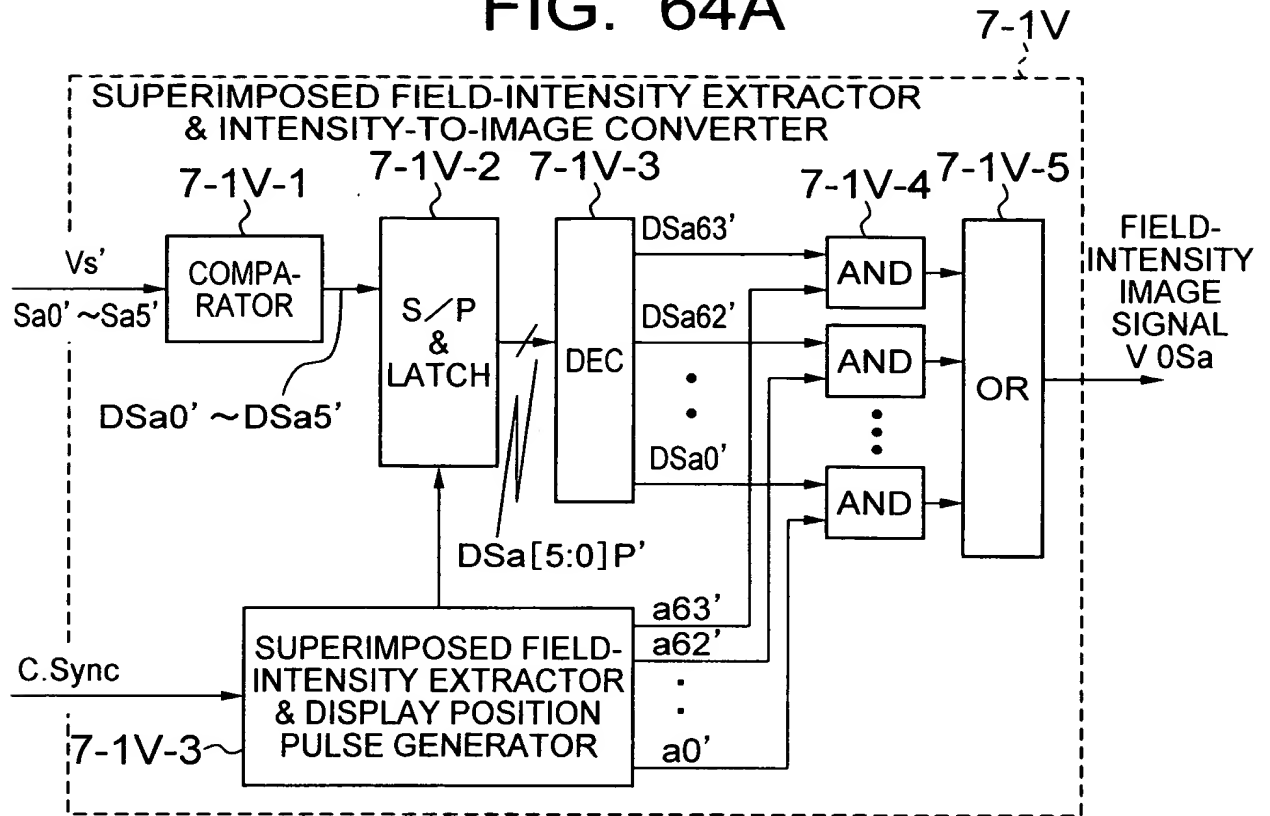 FIG. 64A
7-1V
SUPERIMPOSED FIELD-INTENSITY EXTRACTOR
& INTENSITY-TO-IMAGE CONVERTER
7-1V-1
7-1V-2
7-1V-3
7-1V-4
7-1V-5
Vs'
Sa0' ~Sa5'
COMPA-
RATOR
DSa0' ~DSa5'
S/P
&
LATCH
DSa[5:0]P'
DEC
DSa63'
DSa62'
DSa0'
AND
AND
AND
OR
FIELD-
INTENSITY
IMAGE
SIGNAL
V 0Sa
C.Sync
7-1V-3
SUPERIMPOSED FIELD-
INTENSITY EXTRACTOR
& DISPLAY POSITION
PULSE GENERATOR
a63'
a62'
a0'